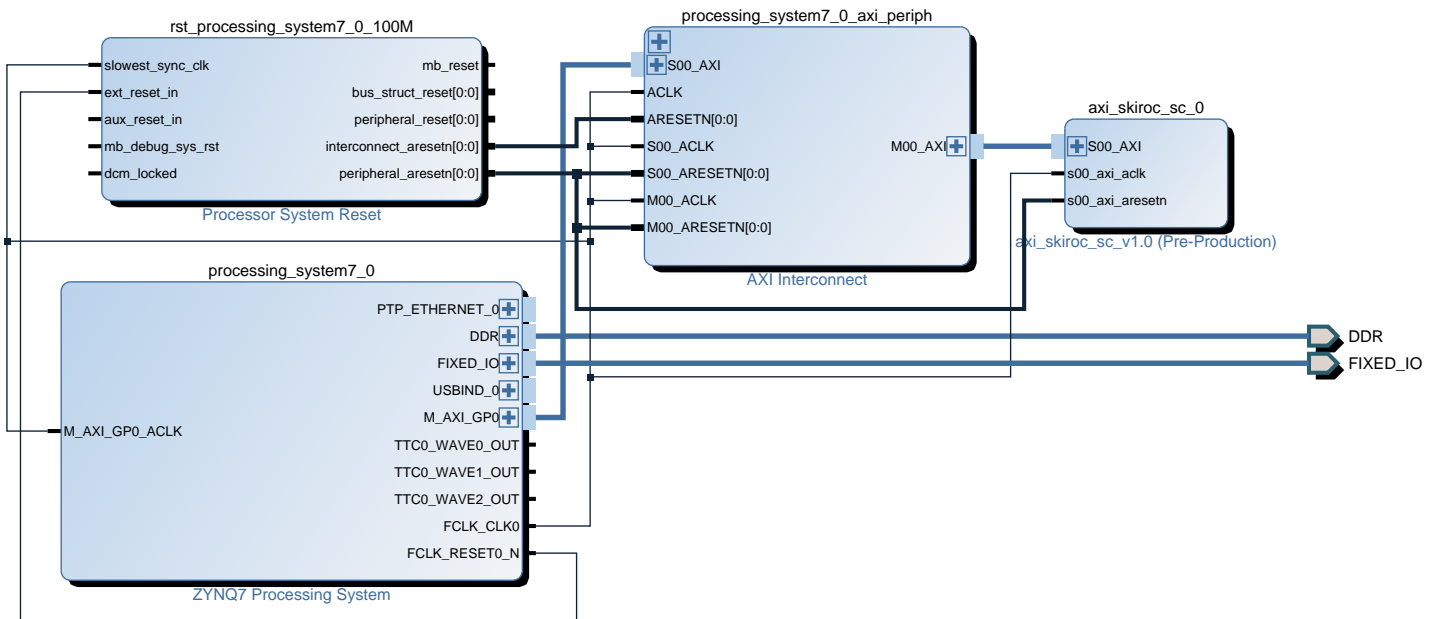 rst_processing_system7_0_100M
slowest_sync_clk
ext_reset_in
aux_reset_in
mb_debug_sys_rst
dcm_locked
mb_reset
bus_struct_reset[0:0]
peripheral_reset[0:0]
interconnect_aresetn[0:0]
peripheral_aresetn[0:0]
Processor System Reset
processing_system7_0_axi_periph
S00_AXI
ACLK
ARESETN[0:0]
S00_ACLK
S00_ARESETN[0:0]
M00_ACLK
M00_ARESETN[0:0]
M00_AXI
AXI Interconnect
axi_skiroc_sc_0
S00_AXI
s00_axi_aclk
s00_axi_aresetn
axi_skiroc_sc_v1.0 (Pre-Production)
processing_system7_0
M_AXI_GP0_ACLK
PTP_ETHERNET_0
DDR
FIXED_IO
USBIND_0
M_AXI_GP0
TTC0_WAVE0_OUT
TTC0_WAVE1_OUT
TTC0_WAVE2_OUT
FCLK_CLK0
FCLK_RESET0_N
ZYNQ7 Processing System
DDR
FIXED_IO